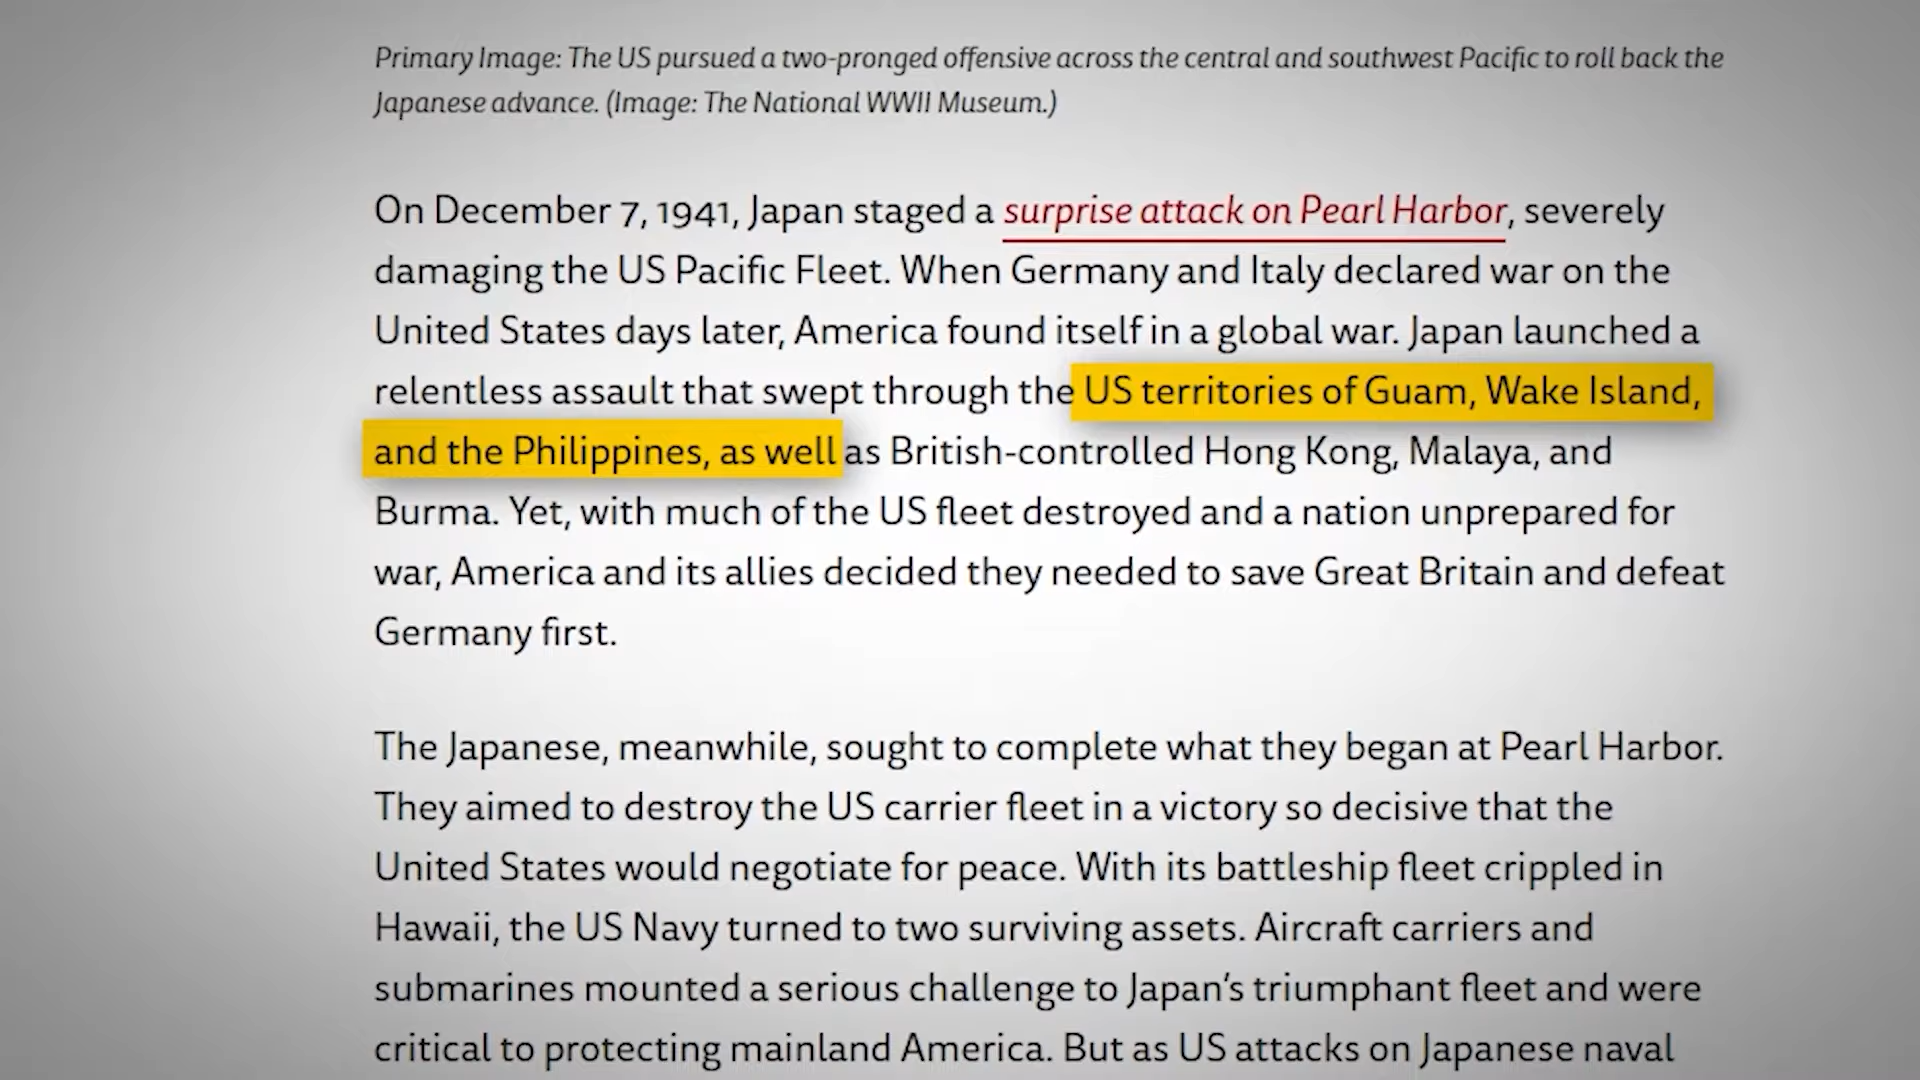 Primary Image: The US pursued a two-pronged offensive across the central and southwest Pacific to roll back the
Japanese advance. (Image: The National WWII Museum.)
On December 7, 1941, Japan staged a surprise attack on Pearl Harbor, severely
damaging the US Pacific Fleet. When Germany and Italy declared war on the
United States days later, America found itself in a global war. Japan launched a
relentless assault that swept through the US territories of Guam, Wake Island,
and the Philippines, as well as British-controlled Hong Kong, Malaya, and
Burma. Yet, with much of the US fleet destroyed and a nation unprepared for
war, America and its allies decided they needed to save Great Britain and defeat
Germany first.
The Japanese, meanwhile, sought to complete what they began at Pearl Harbor.
They aimed to destroy the US carrier fleet in a victory so decisive that the
United States would negotiate for peace. With its battleship fleet crippled in
Hawaii, the US Navy turned to two surviving assets. Aircraft carriers and
submarines mounted a serious challenge to Japan’s triumphant fleet and were
critical to protecting mainland America. But as US attacks on Japanese naval